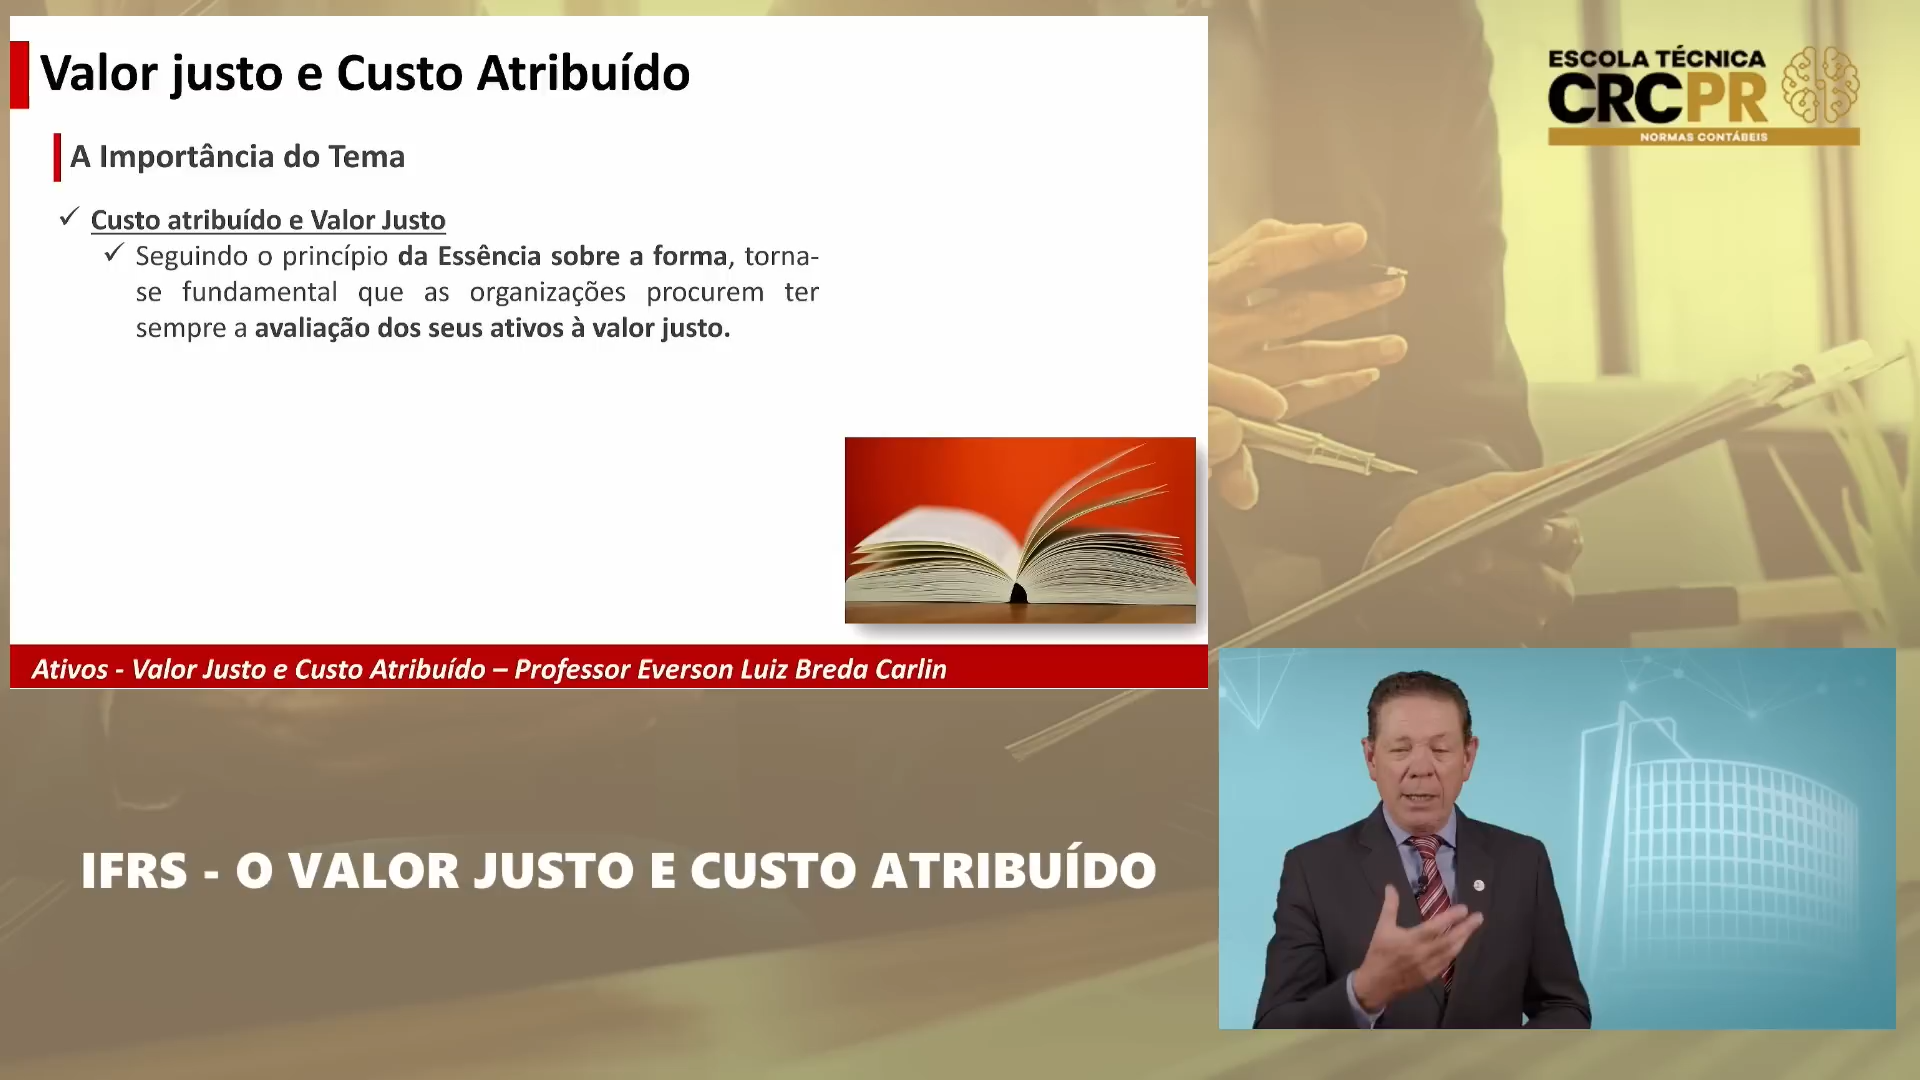 Valor justo e Custo Atribuído
A Importância do Tema
✓ Custo atribuído e Valor Justo
✓ Seguindo o princípio da Essência sobre a forma, torna-
se fundamental que as organizações procurem ter
sempre a avaliação dos seus ativos à valor justo.
Ativos - Valor Justo e Custo Atribuído – Professor Everson Luiz Breda Carlin
ESCOLA TÉCNICA
CRCPR
NORMAS CONTÁBEIS
IFRS - O VALOR JUSTO E CUSTO ATRIBUÍDO